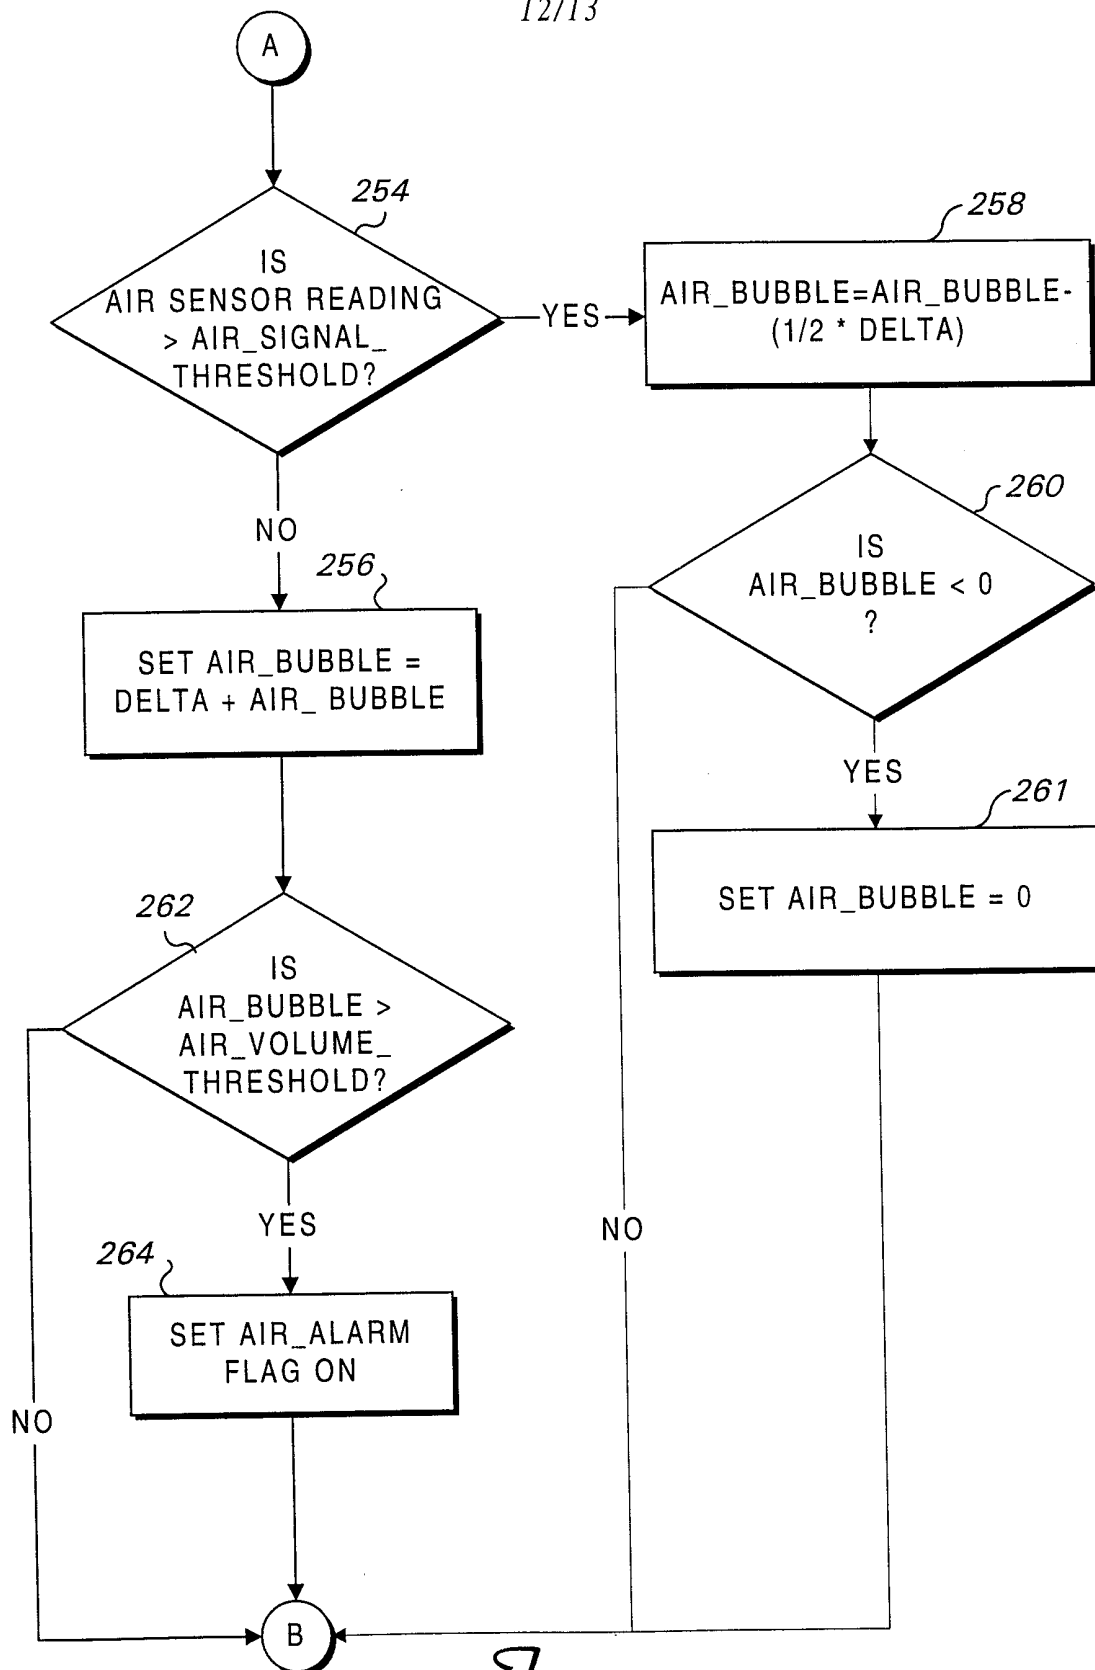 12/13
A
254
IS
AIR SENSOR READING
> AIR_SIGNAL_
THRESHOLD?
YES
258
AIR_BUBBLE=AIR_BUBBLE-
(1/2 * DELTA)
NO
256
SET AIR_BUBBLE =
DELTA + AIR_ BUBBLE
260
IS
AIR_BUBBLE < 0
?
YES
261
SET AIR_BUBBLE = 0
262
IS
AIR_BUBBLE >
AIR_VOLUME_
THRESHOLD?
YES
NO
264
SET AIR_ALARM
FLAG ON
NO
B